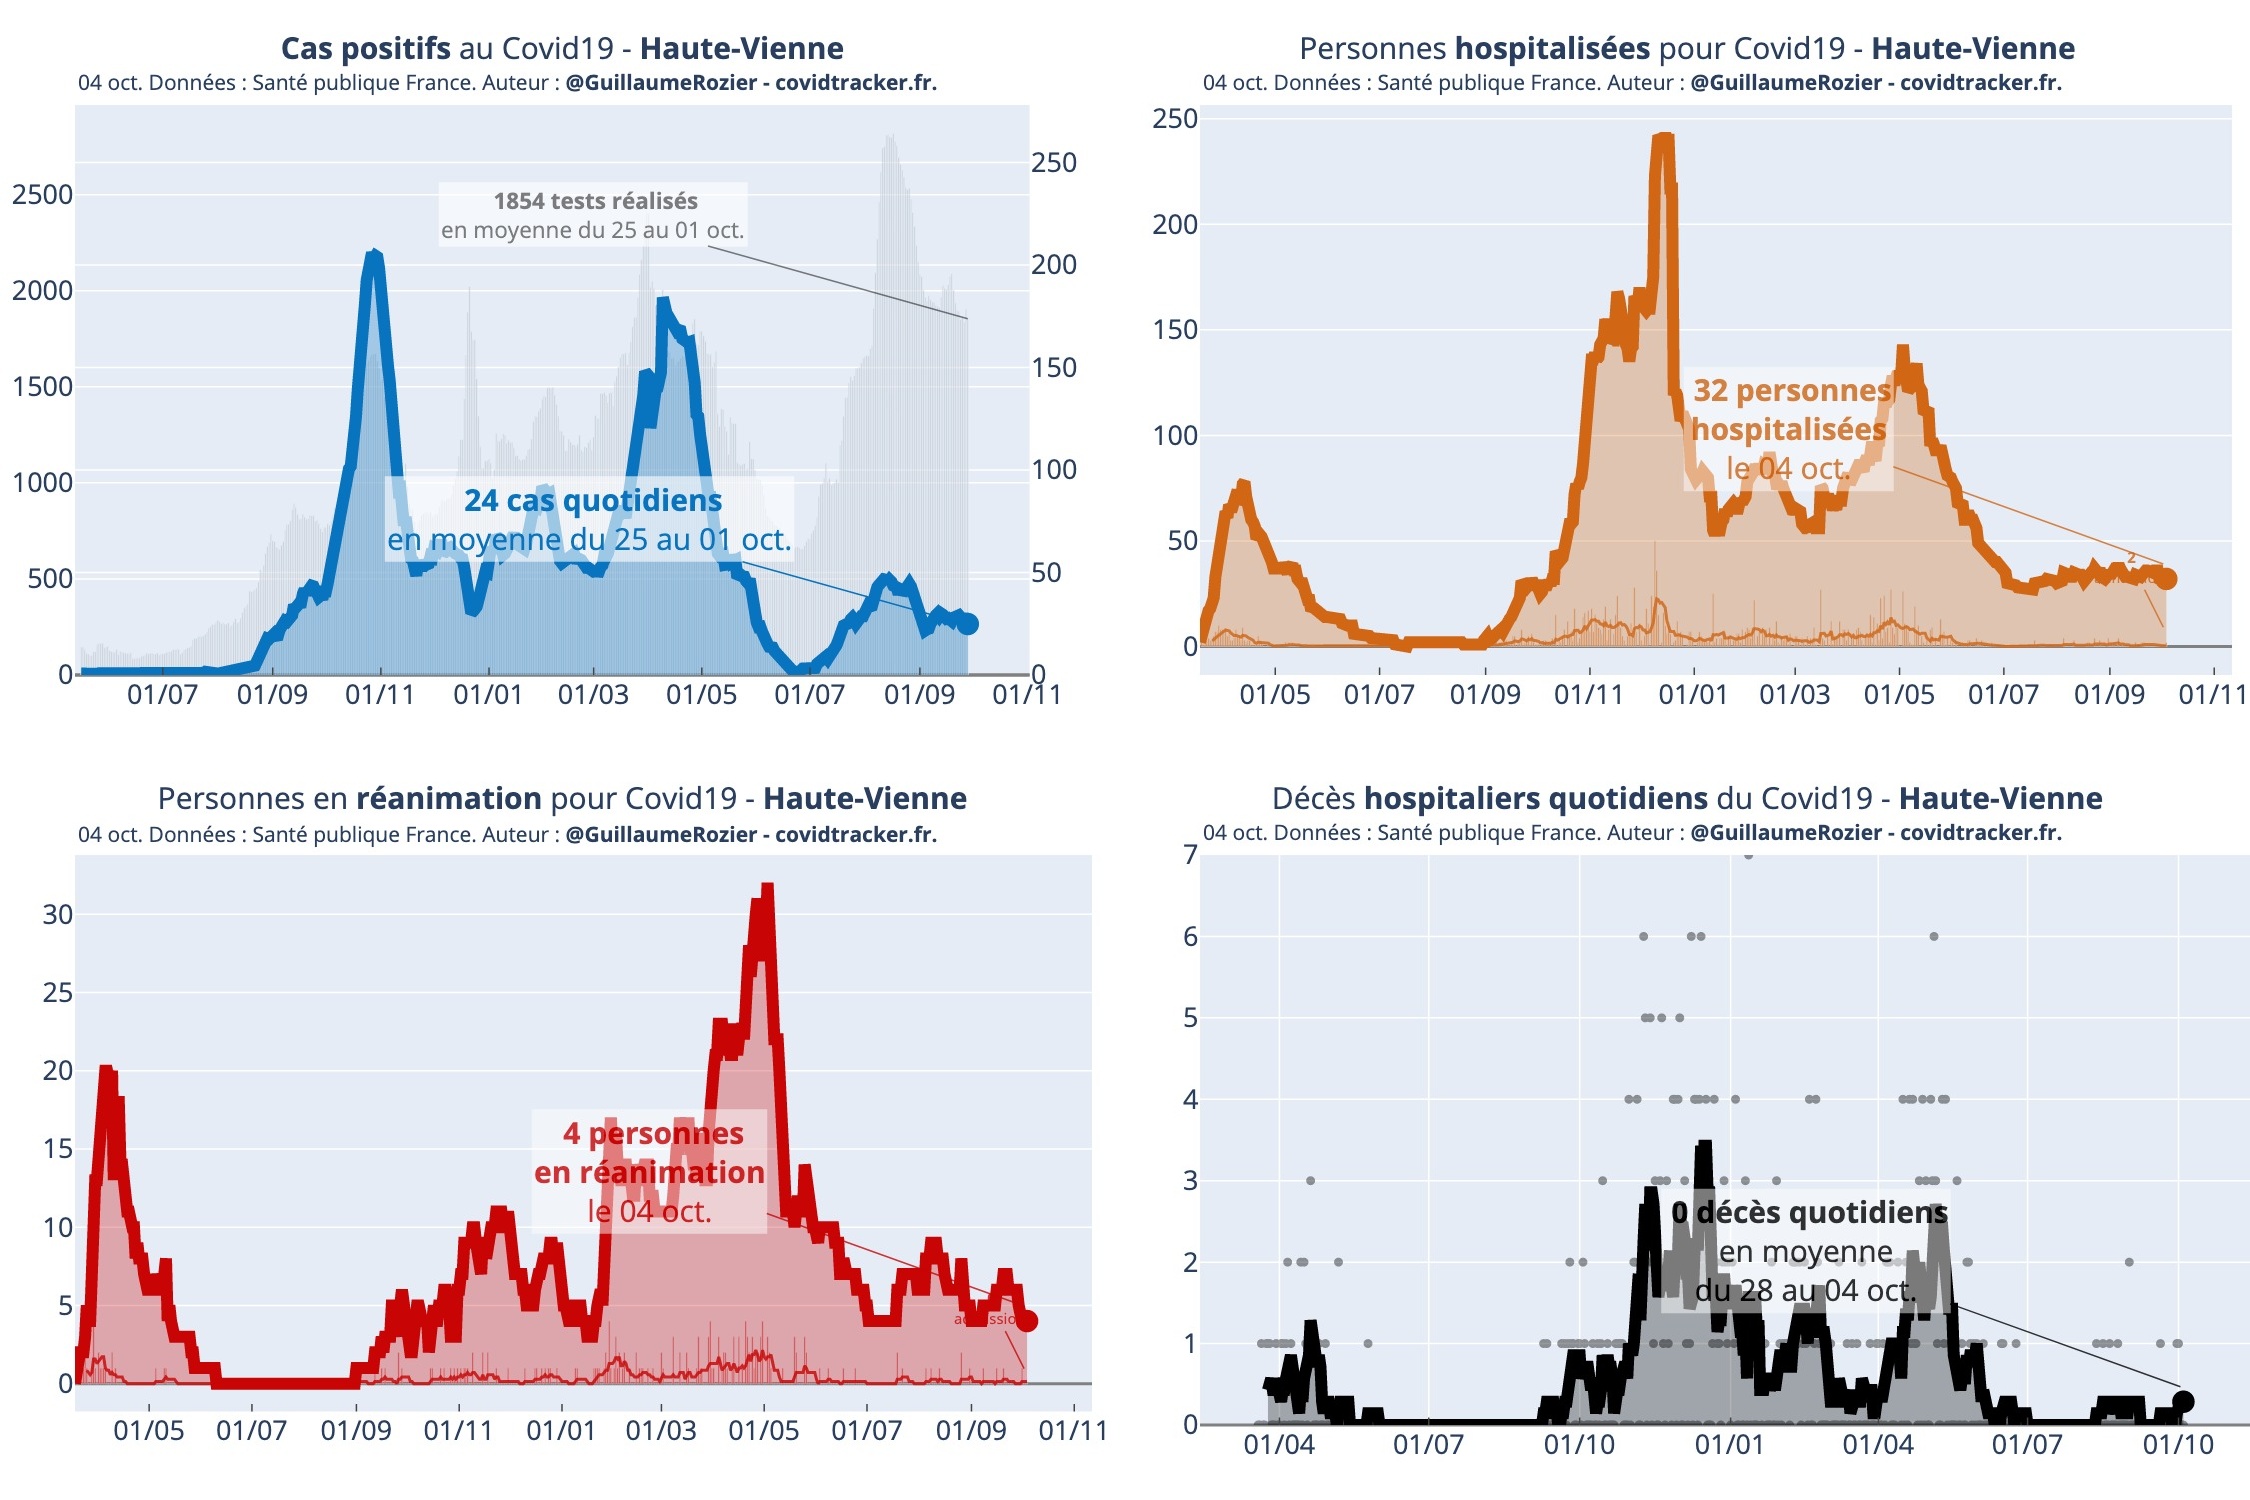 Cas positifs au Covid19 - Haute-Vienne
04 oct. Données : Santé publique France. Auteur : @GuillaumeRozier - covidtracker.fr.
2500
2000
1500
1000
500
0
250
200
150
100
50
0
1854 tests réalisés
en moyenne du 25 au 01 oct.
24 cas quotidiens
en moyenne du 25 au 01 oct.
01/07 01/09 01/11 01/01 01/03 01/05 01/07 01/09 01/11
Personnes hospitalisées pour Covid19 - Haute-Vienne
04 oct. Données : Santé publique France. Auteur : @GuillaumeRozier - covidtracker.fr.
250
200
150
100
50
0
32 personnes
hospitalisées
le 04 oct.
2
01/05 01/07 01/09 01/11 01/01 01/03 01/05 01/07 01/09 01/11
Personnes en réanimation pour Covid19 - Haute-Vienne
04 oct. Données : Santé publique France. Auteur : @GuillaumeRozier - covidtracker.fr.
30
25
20
15
10
5
0
4 personnes
en réanimation
le 04 oct.
01/05 01/07 01/09 01/11 01/01 01/03 01/05 01/07 01/09 01/11
Décès hospitaliers quotidiens du Covid19 - Haute-Vienne
04 oct. Données : Santé publique France. Auteur : @GuillaumeRozier - covidtracker.fr.
7
6
5
4
3
2
1
0
0 décès quotidiens
en moyenne
du 28 au 04 oct.
01/04 01/07 01/10 01/01 01/04 01/07 01/10